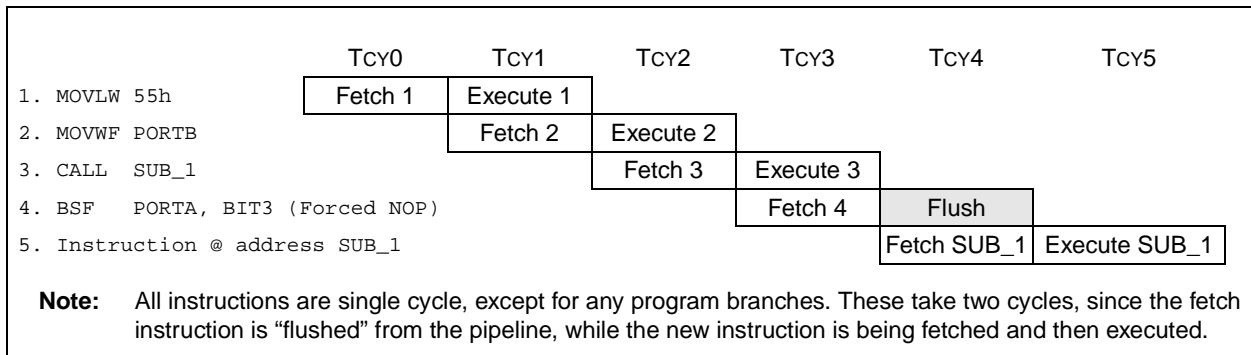 TCY0 TCY1 TCY2 TCY3 TCY4 TCY5
1. MOVLW 55h Fetch 1 Execute 1
2. MOVWF PORTB Fetch 2 Execute 2
3. CALL SUB_1 Fetch 3 Execute 3
4. BSF PORTA, BIT3 (Forced NOP) Fetch 4 Flush
5. Instruction @ address SUB_1 Fetch SUB_1 Execute SUB_1
Note: All instructions are single cycle, except for any program branches. These take two cycles, since the fetch
instruction is “flushed” from the pipeline, while the new instruction is being fetched and then executed.